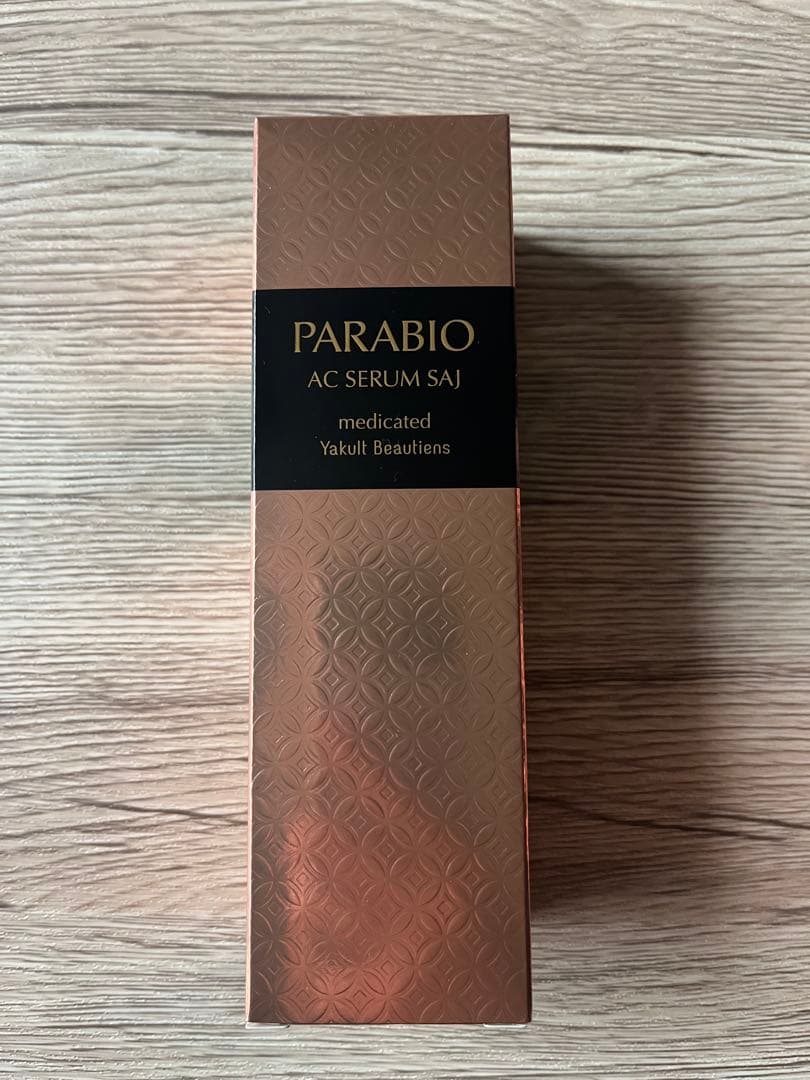 PARABIO
AC SERUM SAJ
medicated
Yakult Beautiens